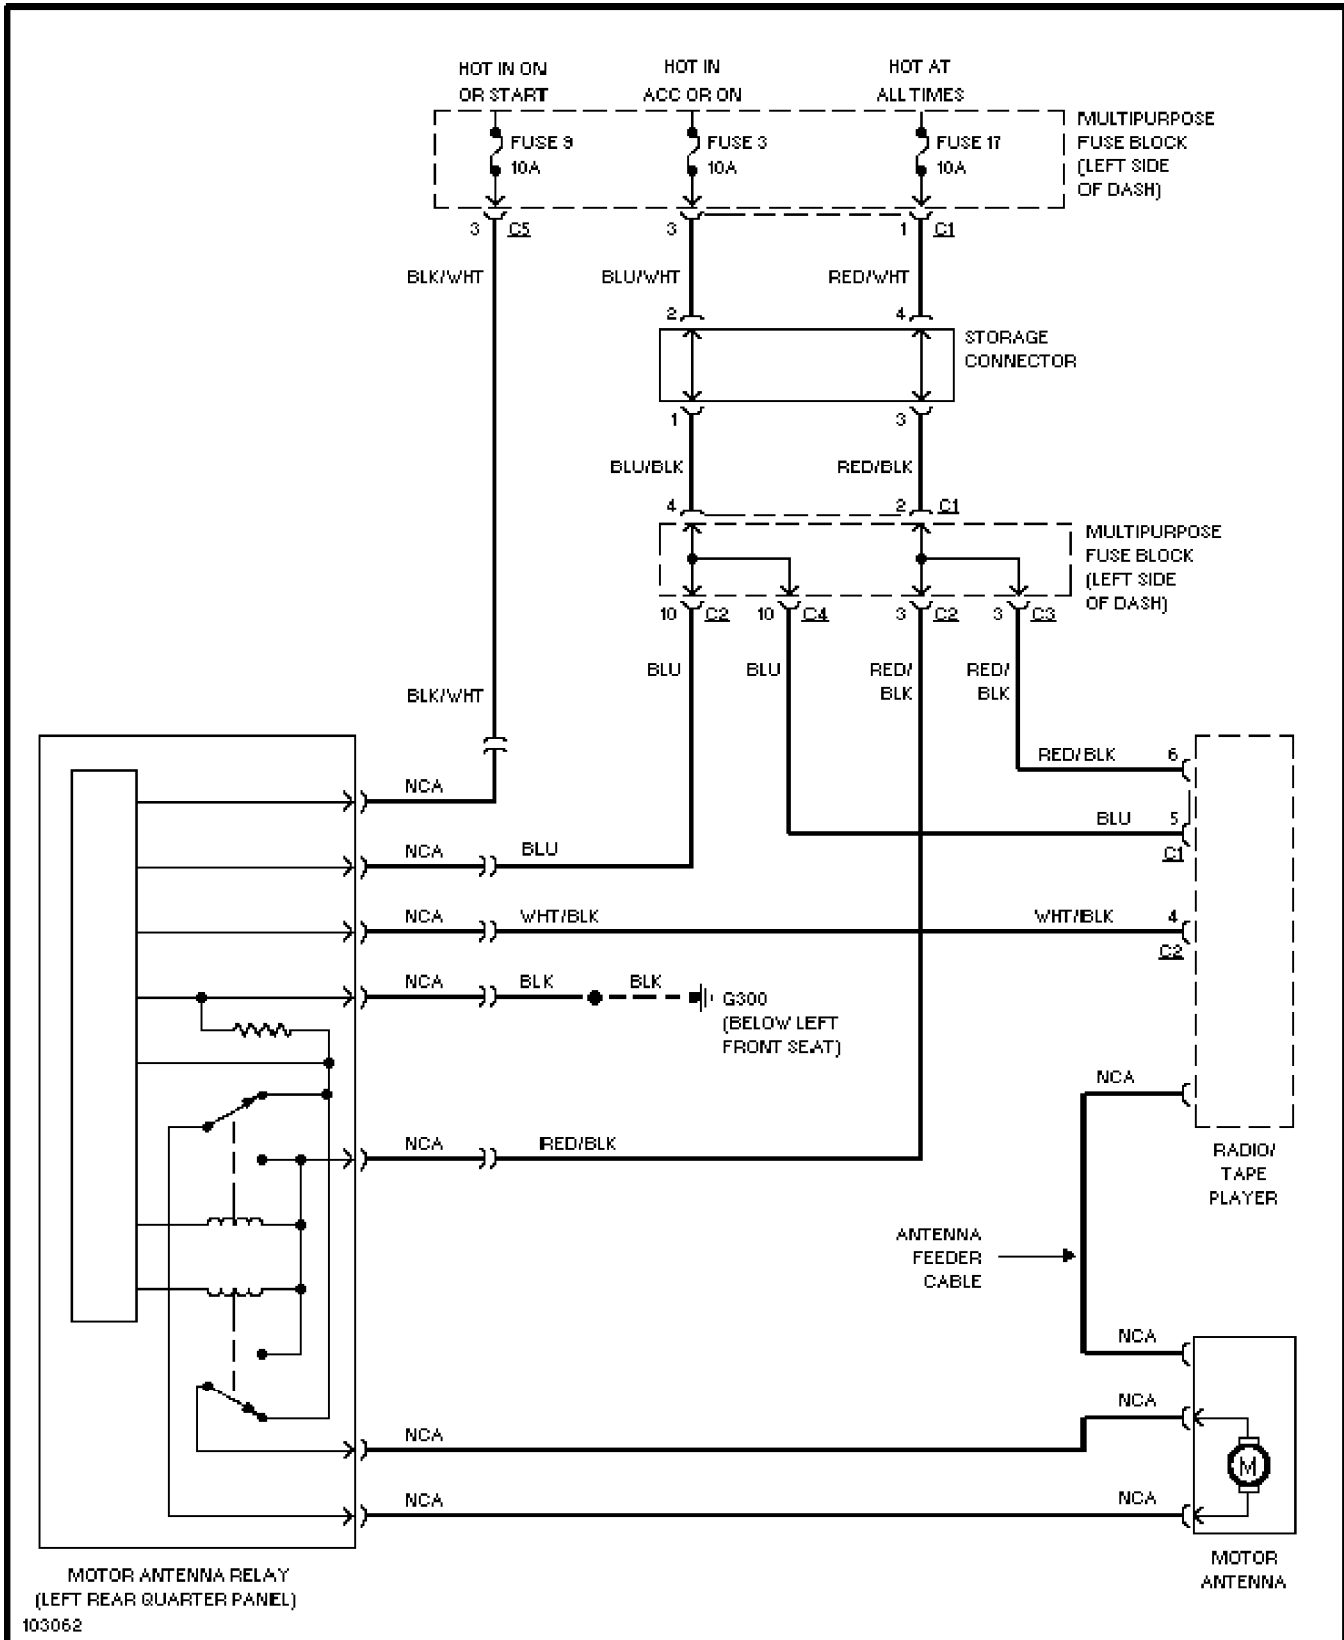 HOT IN ON
OR START
HOT IN
ACC OR ON
HOT AT
ALL TIMES
FUSE 9
10A
FUSE 3
10A
FUSE 17
10A
MULTIPURPOSE
FUSE BLOCK
(LEFT SIDE
OF DASH)
3 C5
3
1 C1
BLK/WHT
BLU/WHT
RED/WHT
2
4
STORAGE
CONNECTOR
1
3
BLU/BLK
RED/BLK
4
2 C1
MULTIPURPOSE
FUSE BLOCK
(LEFT SIDE
OF DASH)
10 C2
10 C4
3 C2
3 C3
BLU
BLU
RED/
BLK
RED/
BLK
BLK/WHT
RED/BLK 6
NCA
BLU 5
C1
NCA
BLU
NCA
WHT/BLK
WHT/BLK 4
C2
NCA
BLK
BLK
G300
(BELOW LEFT
FRONT SEAT)
NCA
NCA
RED/BLK
RADIO/
TAPE
PLAYER
ANTENNA
FEEDER
CABLE
NCA
NCA
NCA
M
NCA
NCA
MOTOR
ANTENNA
MOTOR ANTENNA RELAY
(LEFT REAR QUARTER PANEL)
103062